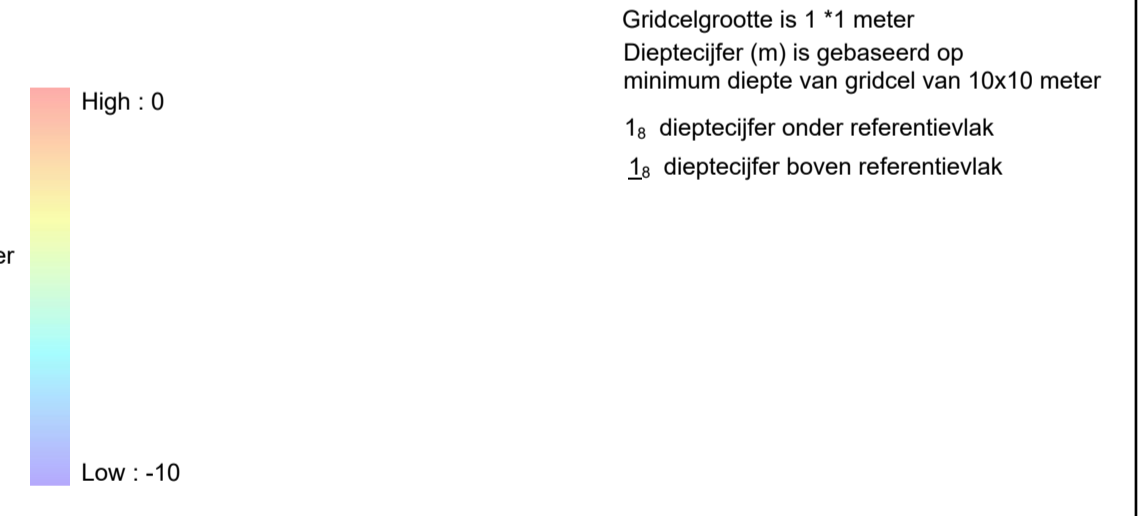 Gridcelgrootte is 1 *1 meter
Dieptecijfer (m) is gebaseerd op
minimum diepte van gridcel van 10x10 meter
1₈ dieptecijfer onder referentievlak
1₈ dieptecijfer boven referentievlak
High : 0
er
Low : -10